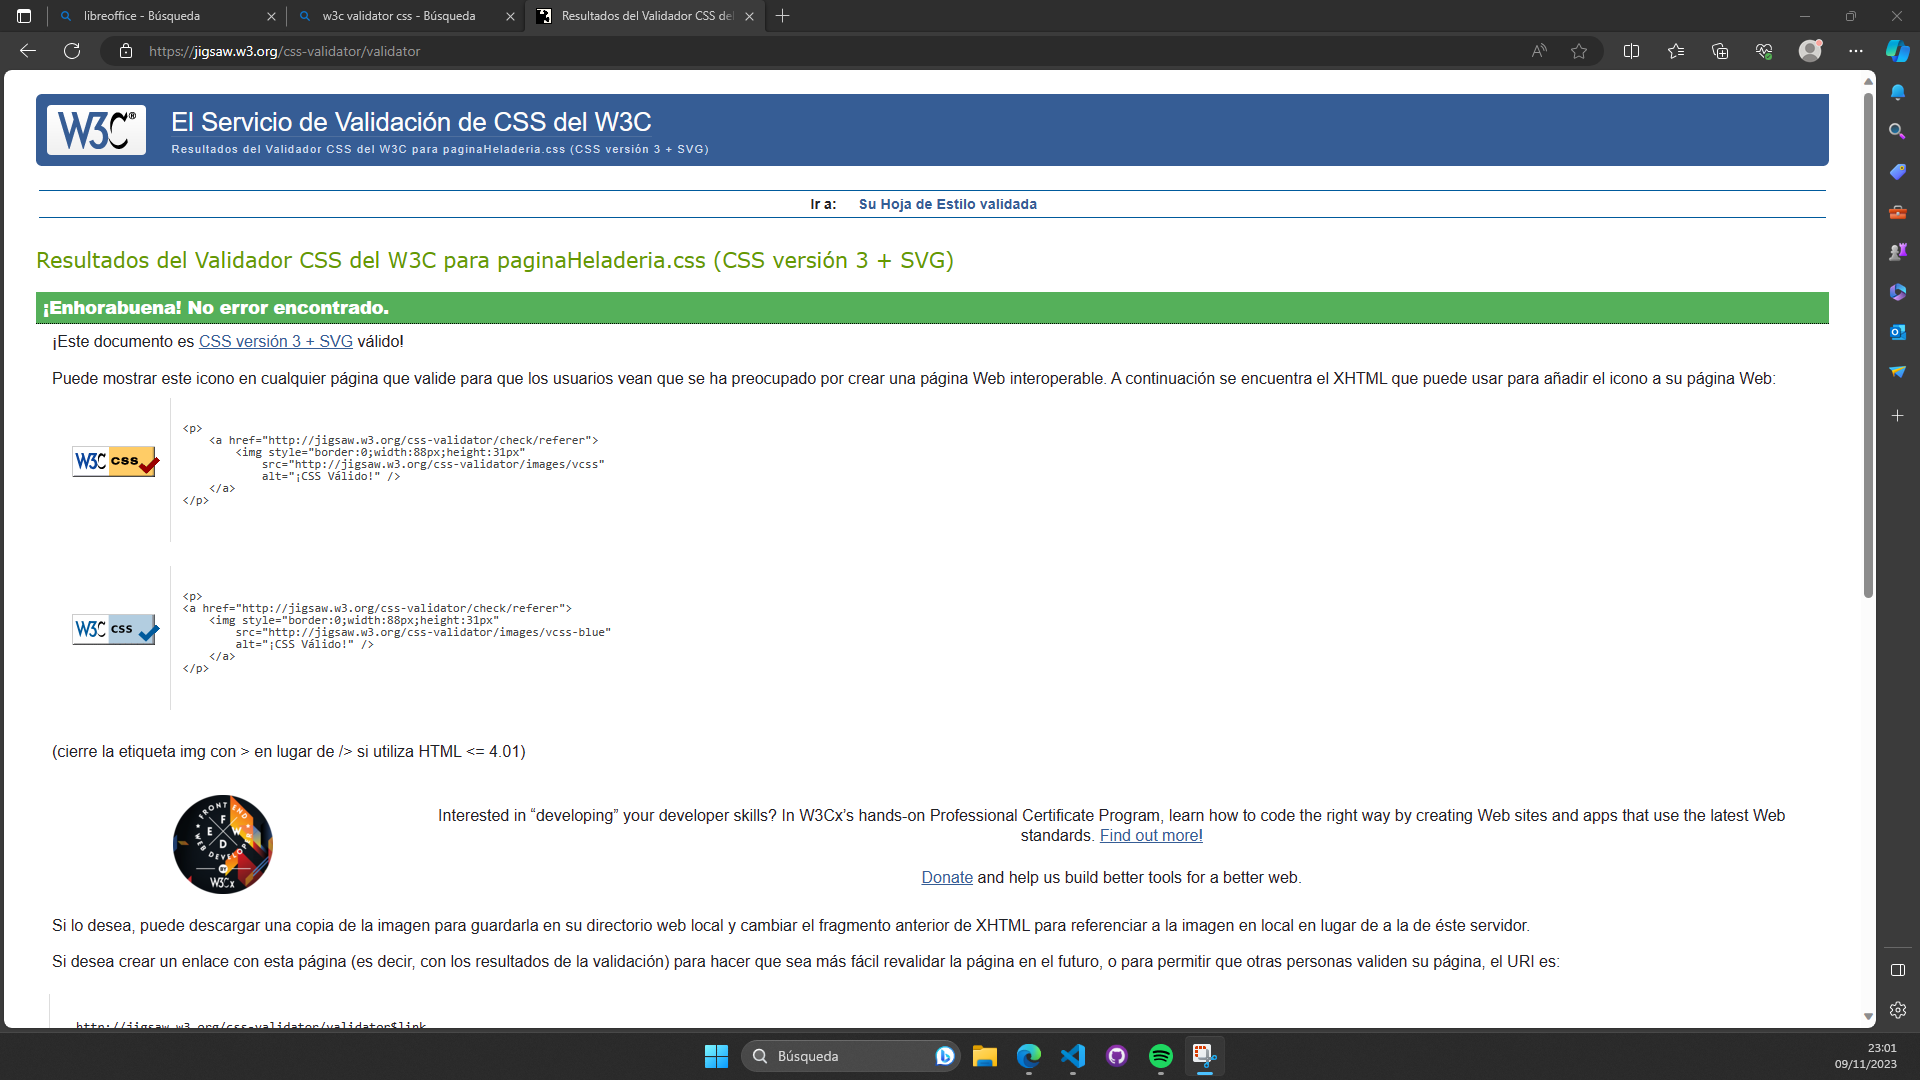 libreoffice - Búsqueda
w3c validator css - Búsqueda
Resultados del Validador CSS del
https://jigsaw.w3.org/css-validator/validator
W3C®
El Servicio de Validación de CSS del W3C
Resultados del Validador CSS del W3C para paginaHeladeria.css (CSS versión 3 + SVG)
Ir a: Su Hoja de Estilo validada
Resultados del Validador CSS del W3C para paginaHeladeria.css (CSS versión 3 + SVG)
¡Enhorabuena! No error encontrado.
¡Este documento es CSS versión 3 + SVG válido!
Puede mostrar este icono en cualquier página que valide para que los usuarios vean que se ha preocupado por crear una página Web interoperable. A continuación se encuentra el XHTML que puede usar para añadir el icono a su página Web:
W3C css
<p>
<a href="http://jigsaw.w3.org/css-validator/check/referer">
<img style="border:0;width:88px;height:31px"
src="http://jigsaw.w3.org/css-validator/images/vcss"
alt="¡CSS Válido!" />
</a>
</p>
W3C css
<p>
<a href="http://jigsaw.w3.org/css-validator/check/referer">
<img style="border:0;width:88px;height:31px"
src="http://jigsaw.w3.org/css-validator/images/vcss-blue"
alt="¡CSS Válido!" />
</a>
</p>
(cierre la etiqueta img con > en lugar de /> si utiliza HTML <= 4.01)
FRONT END
F
E W
D
WEB DEVELOPER
W3Cx
Interested in “developing” your developer skills? In W3Cx’s hands-on Professional Certificate Program, learn how to code the right way by creating Web sites and apps that use the latest Web
standards. Find out more!
Donate and help us build better tools for a better web.
Si lo desea, puede descargar una copia de la imagen para guardarla en su directorio web local y cambiar el fragmento anterior de XHTML para referenciar a la imagen en local en lugar de a la de éste servidor.
Si desea crear un enlace con esta página (es decir, con los resultados de la validación) para hacer que sea más fácil revalidar la página en el futuro, o para permitir que otras personas validen su página, el URI es:
http://jigsaw.w3.org/css-validator/validator$link
Búsqueda
23:01
09/11/2023